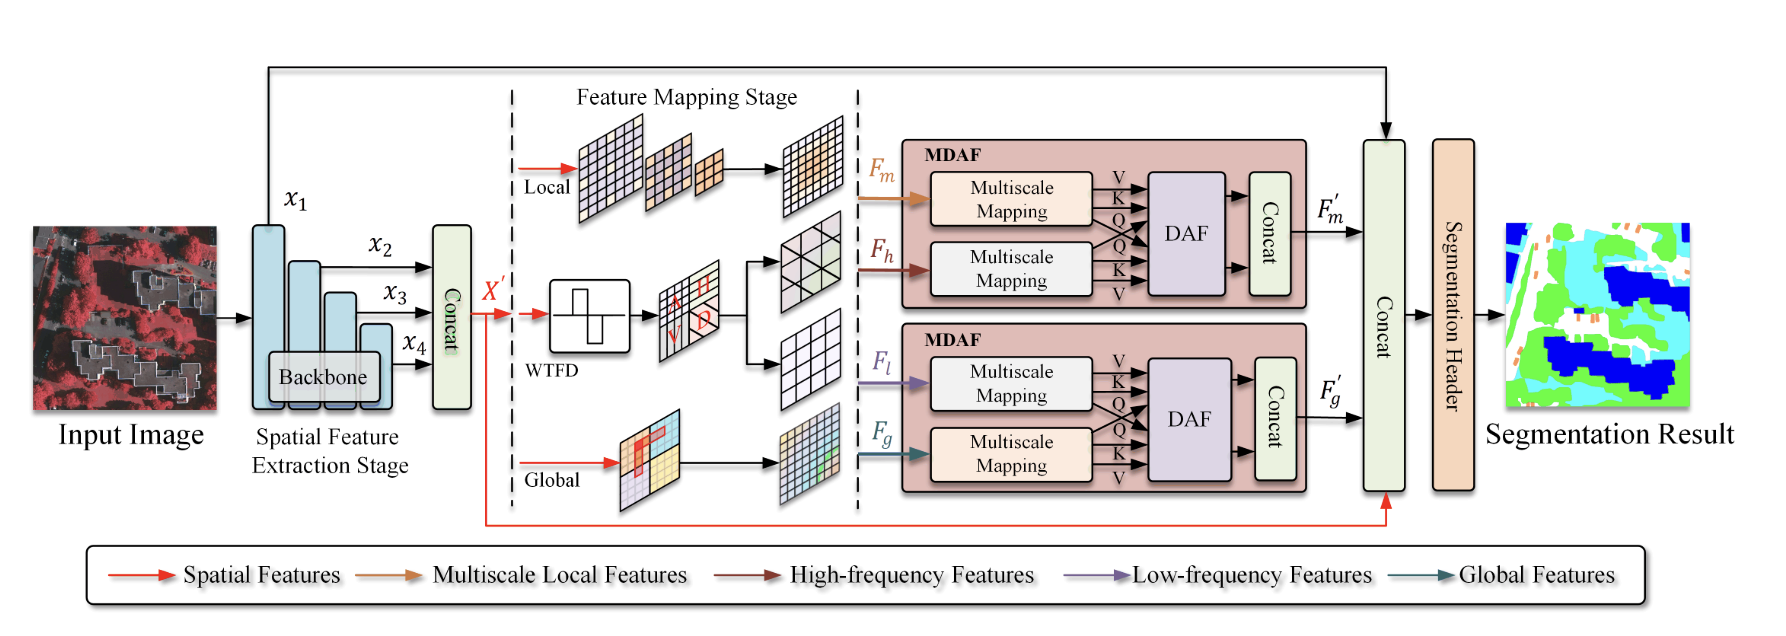 Input Image
x1
x2
x3
x4
Backbone
Spatial Feature
Extraction Stage
Concat
X′
Feature Mapping Stage
Local
WTFD
A
H
V
D
Global
Fm
Fh
Fl
Fg
MDAF
Multiscale
Mapping
Multiscale
Mapping
V
K
Q
Q
K
V
DAF
Concat
F′m
MDAF
Multiscale
Mapping
Multiscale
Mapping
V
K
Q
Q
K
V
DAF
Concat
F′g
Concat
Segmentation Header
Segmentation Result
Spatial Features
Multiscale Local Features
High-frequency Features
Low-frequency Features
Global Features